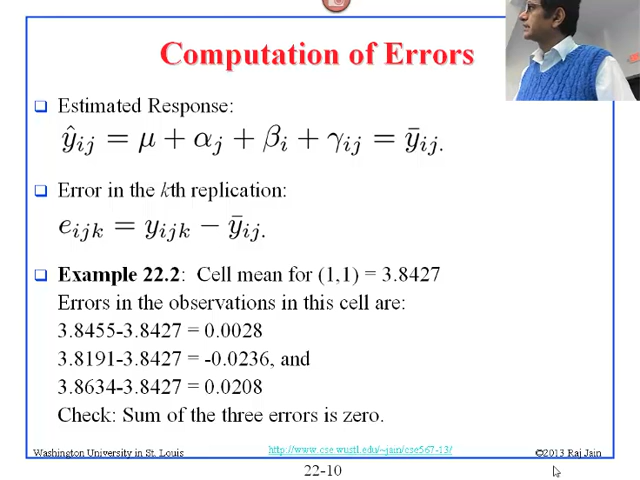 Computation of Errors
Estimated Response:
ŷ_ij = μ + α_j + β_i + γ_ij = ȳ_ij.
Error in the kth replication:
e_ijk = y_ijk − ȳ_ij.
Example 22.2: Cell mean for (1,1) = 3.8427
Errors in the observations in this cell are:
3.8455-3.8427 = 0.0028
3.8191-3.8427 = -0.0236, and
3.8634-3.8427 = 0.0208
Check: Sum of the three errors is zero.
Washington University in St. Louis
http://www.cse.wustl.edu/~jain/cse567-13/
©2013 Raj Jain
22-10